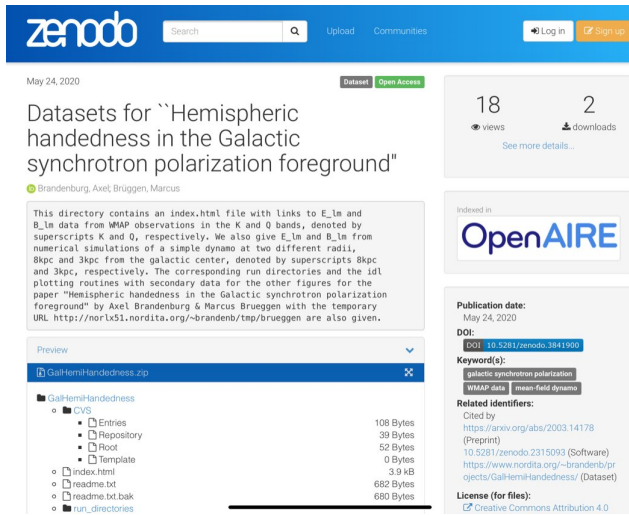 zenodo
Search
Upload
Communities
Log in
Sign up
May 24, 2020
Dataset
Open Access
Datasets for ``Hemispheric
handedness in the Galactic
synchrotron polarization foreground"
Brandenburg, Axel; Brüggen, Marcus
This directory contains an index.html file with links to E_lm and
B_lm data from WMAP observations in the K and Q bands, denoted by
superscripts K and Q, respectively. We also give E_lm and B_lm from
numerical simulations of a simple dynamo at two different radii,
8kpc and 3kpc from the galactic center, denoted by superscripts 8kpc
and 3kpc, respectively. The corresponding run directories and the idl
plotting routines with secondary data for the other figures for the
paper "Hemispheric handedness in the Galactic synchrotron polarization
foreground" by Axel Brandenburg & Marcus Brueggen with the temporary
URL http://norlx51.nordita.org/~brandenb/tmp/brueggen are also given.
Preview
GalHemiHandedness.zip
GalHemiHandedness
CVS
Entries 108 Bytes
Repository 39 Bytes
Root 52 Bytes
Template 0 Bytes
index.html 3.9 kB
readme.txt 682 Bytes
readme.txt.bak 680 Bytes
run_directories
18 2
views downloads
See more details...
Indexed in
OpenAIRE
Publication date:
May 24, 2020
DOI:
DOI 10.5281/zenodo.3841900
Keyword(s):
galactic synchrotron polarization
WMAP data mean-field dynamo
Related identifiers:
Cited by
https://arxiv.org/abs/2003.14178
(Preprint)
10.5281/zenodo.2315093 (Software)
https://www.nordita.org/~brandenb/pr
ojects/GalHemiHandedness/ (Dataset)
License (for files):
Creative Commons Attribution 4.0